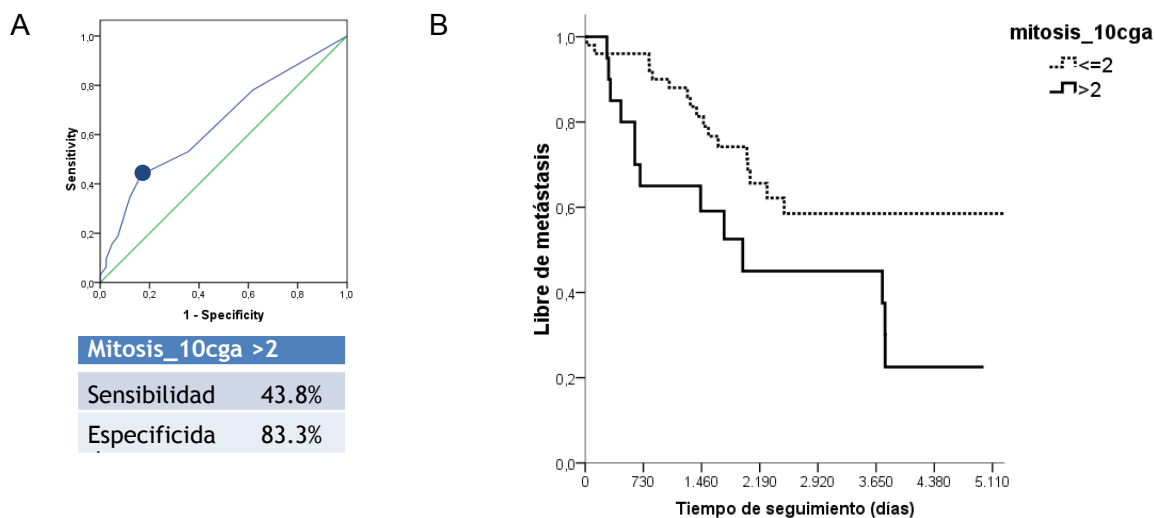 A
1,0
0,8
0,6
0,4
0,2
0,0
Sensitivity
0,0 0,2 0,4 0,6 0,8 1,0
1 - Specificity
Mitosis_10cga >2
Sensibilidad 43.8%
Especificida 83.3%
B
1,0
0,8
0,6
0,4
0,2
0,0
Libre de metástasis
0 730 1.460 2.190 2.920 3.650 4.380 5.110
Tiempo de seguimiento (días)
mitosis_10cga
<=2
>2